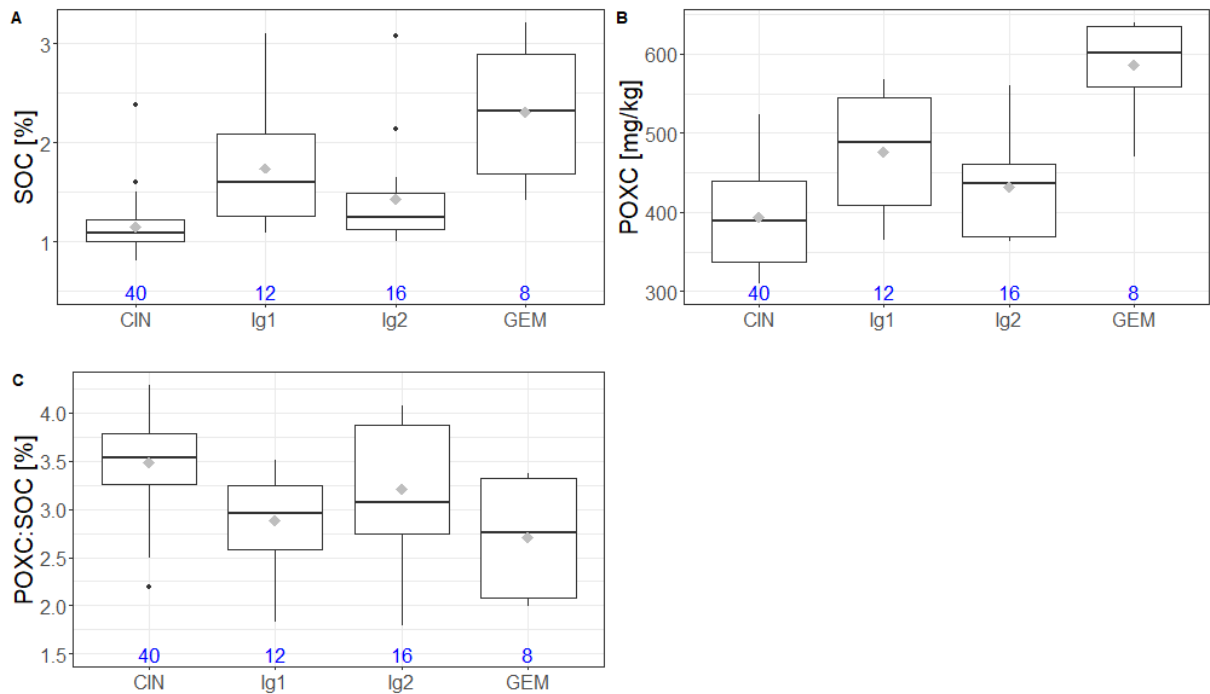 A
SOC [%]
3
2
1
40 12 16 8
CIN Ig1 Ig2 GEM
B
POXC [mg/kg]
600
500
400
300
40 12 16 8
CIN Ig1 Ig2 GEM
C
POXC:SOC [%]
4.0
3.5
3.0
2.5
2.0
1.5
40 12 16 8
CIN Ig1 Ig2 GEM